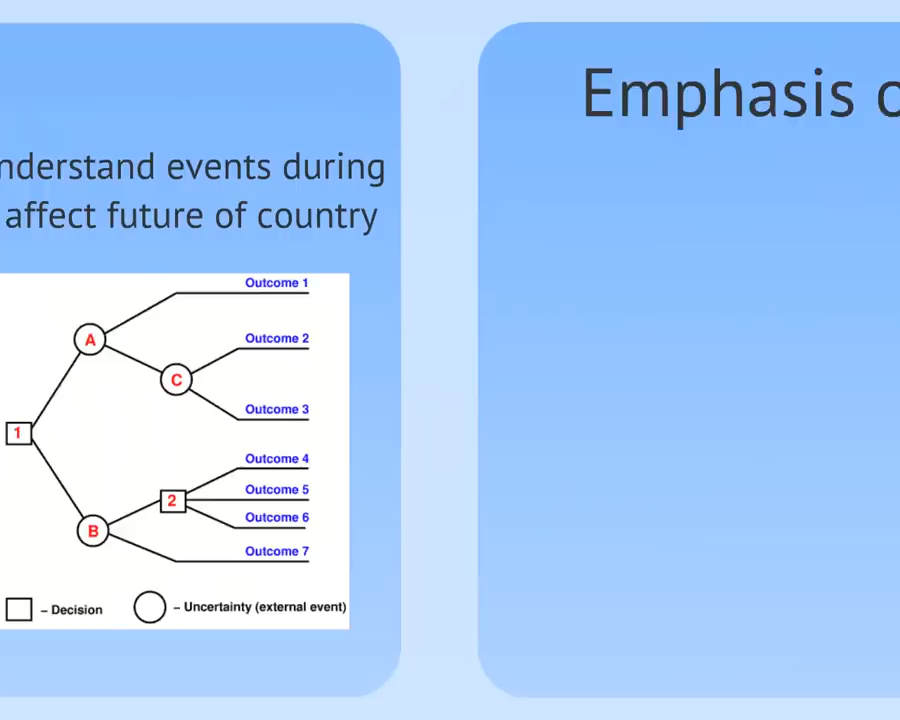 nderstand events during
affect future of country
Outcome 1
A
Outcome 2
C
Outcome 3
1
Outcome 4
2
Outcome 5
Outcome 6
B
Outcome 7
– Decision
– Uncertainty (external event)
Emphasis o